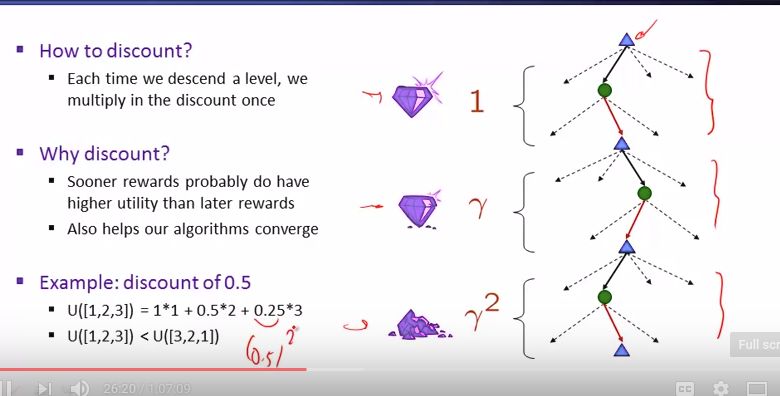 How to discount?
Each time we descend a level, we
multiply in the discount once
1
Why discount?
Sooner rewards probably do have
higher utility than later rewards
Also helps our algorithms converge
γ
Example: discount of 0.5
U([1,2,3]) = 1*1 + 0.5*2 + 0.25*3
U([1,2,3]) < U([3,2,1])
(0.5)²
γ²
Full scr
26:20 / 1:07:09
CC